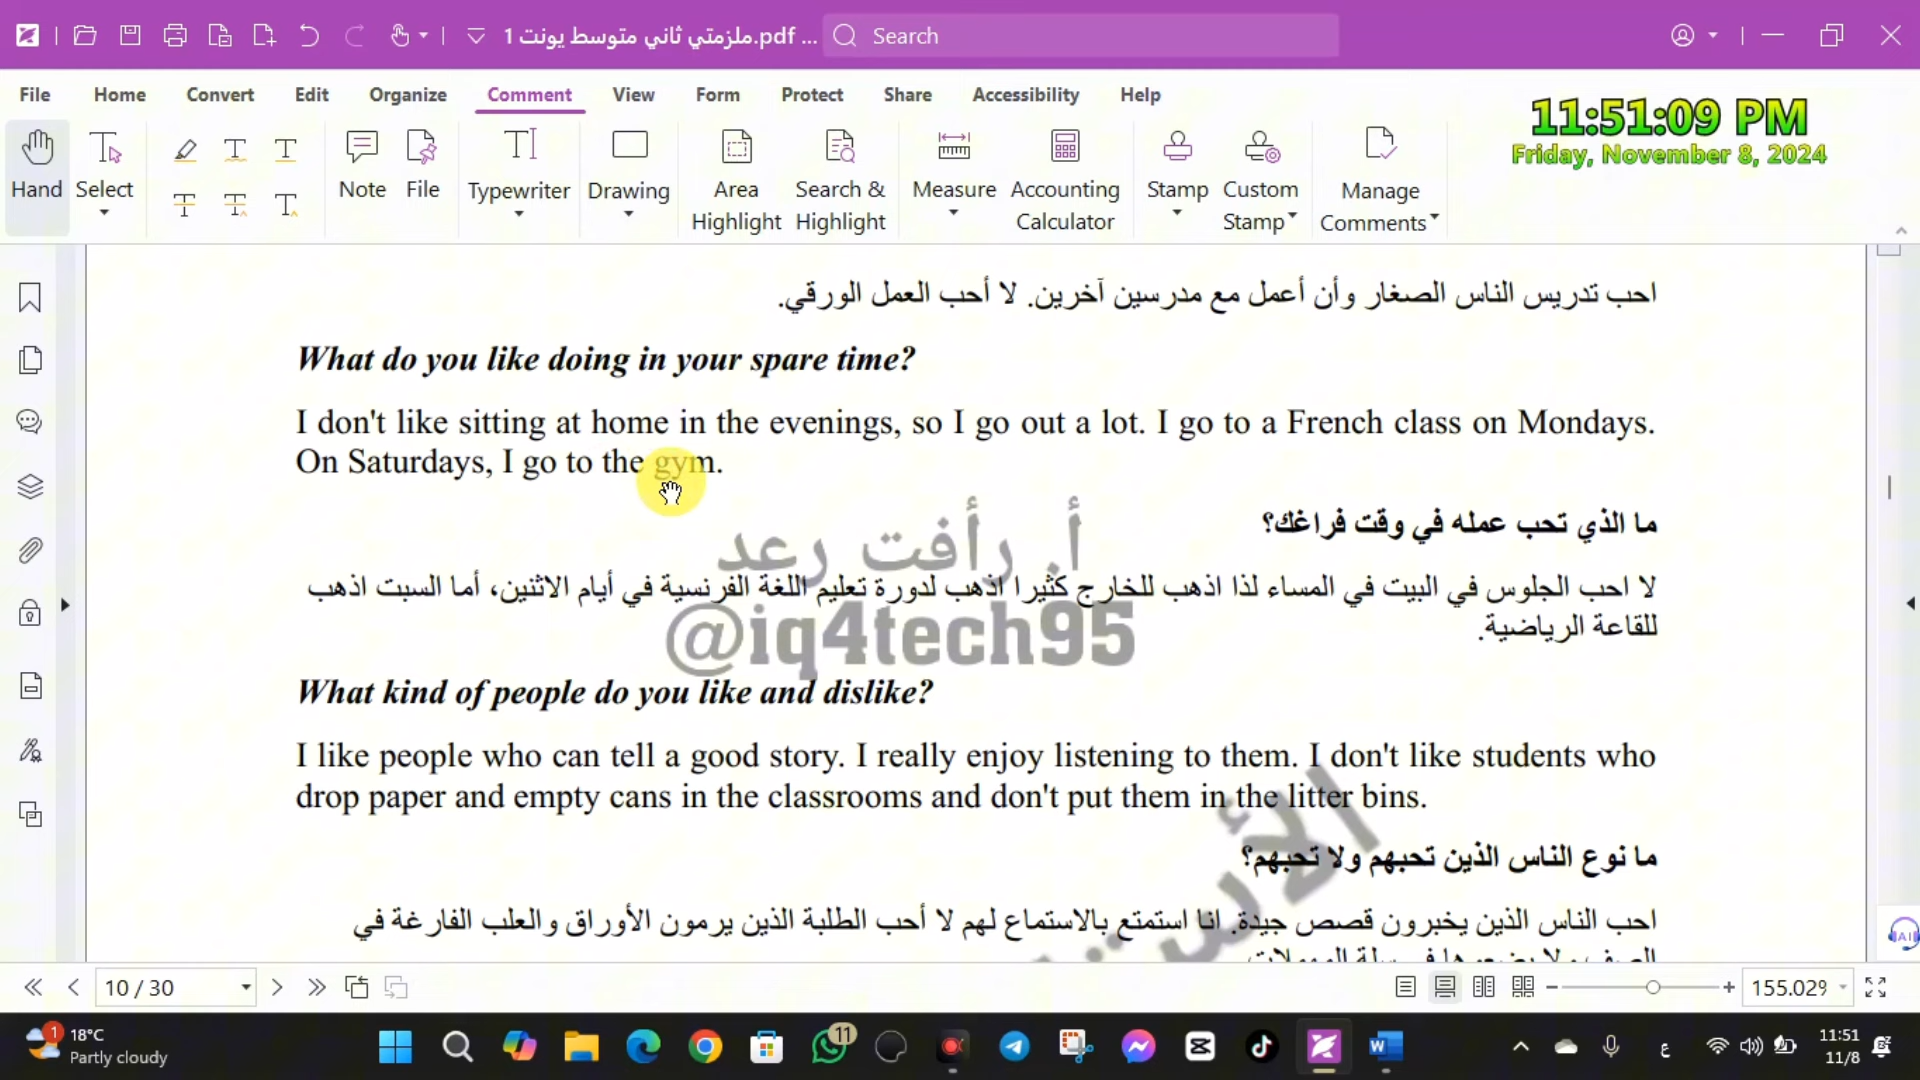 ملزمتي ثاني متوسط يونت 1.pdf ...
Search
File Home Convert Edit Organize Comment View Form Protect Share Accessibility Help
11:51:09 PM
Friday, November 8, 2024
Hand
Select
Note
File
Typewriter
Drawing
Area Highlight
Search & Highlight
Measure
Accounting Calculator
Stamp
Custom Stamp
Manage Comments
احب تدريس الناس الصغار وأن أعمل مع مدرسين آخرين. لا أحب العمل الورقي.
What do you like doing in your spare time?
I don't like sitting at home in the evenings, so I go out a lot. I go to a French class on Mondays.
On Saturdays, I go to the gym.
أ. رأفت رعد
ما الذي تحب عمله في وقت فراغك؟
لا احب الجلوس في البيت في المساء لذا اذهب للخارج كثيرا اذهب لدورة تعليم اللغة الفرنسية في أيام الاثنين، أما السبت اذهب
للقاعة الرياضية.
@iq4tech95
What kind of people do you like and dislike?
I like people who can tell a good story. I really enjoy listening to them. I don't like students who
drop paper and empty cans in the classrooms and don't put them in the litter bins.
ما نوع الناس الذين تحبهم ولا تحبهم؟
احب الناس الذين يخبرون قصص جيدة. انا استمتع بالاستماع لهم لا أحب الطلبة الذين يرمون الأوراق والعلب الفارغة في
AI
10 / 30
155.029
1
18°C
Partly cloudy
11
ع
11:51
11/8